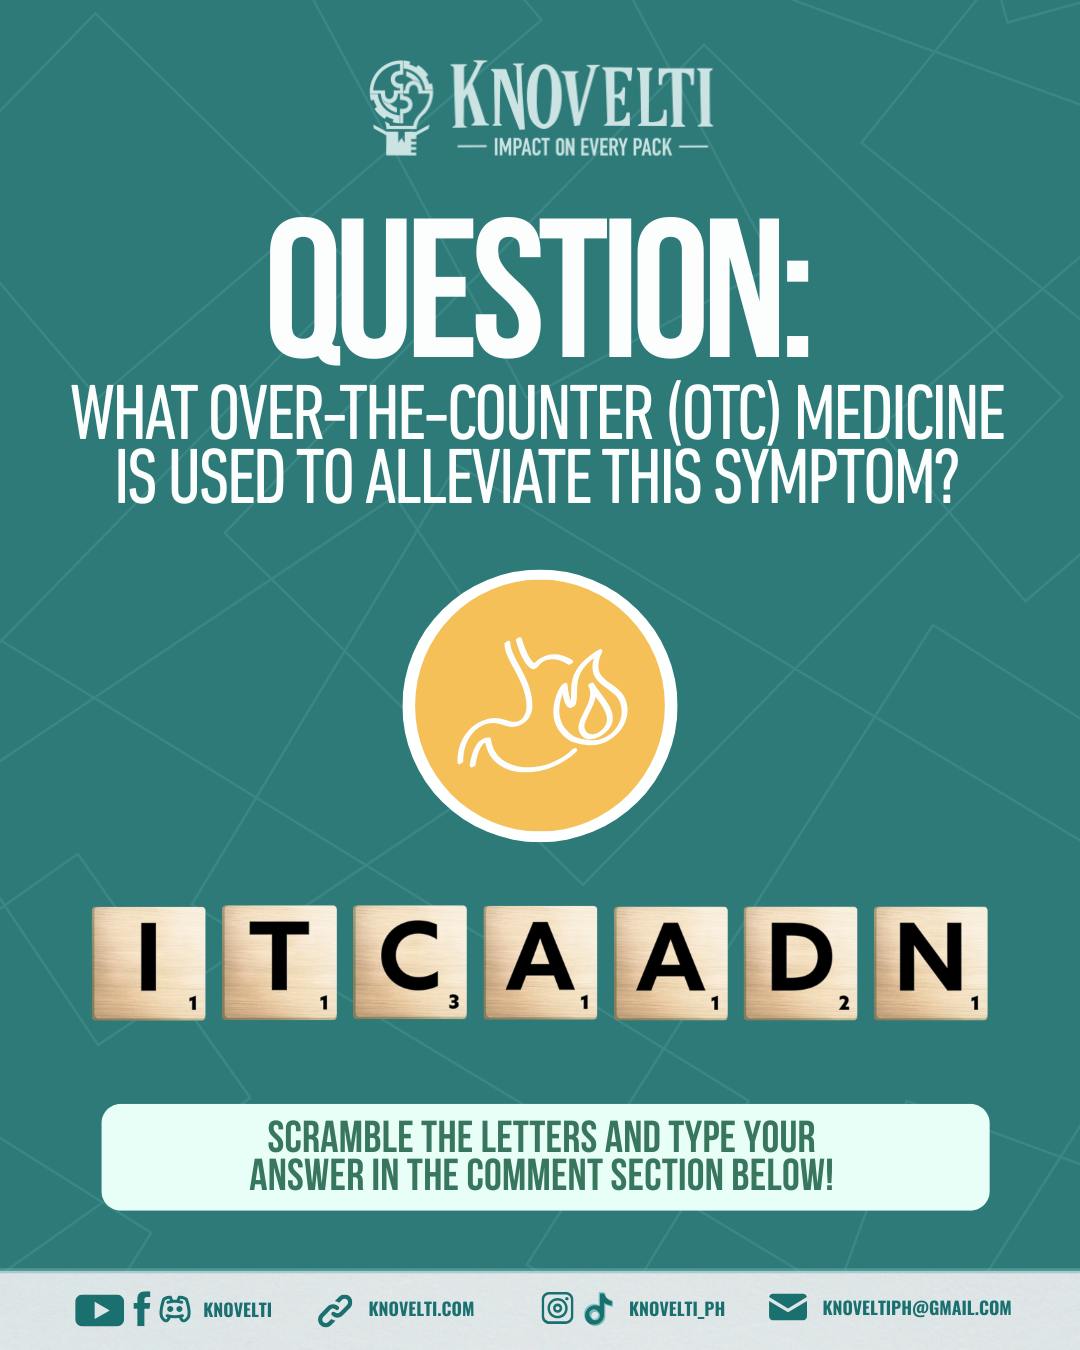 KNOVELTI
IMPACT ON EVERY PACK
QUESTION:
WHAT OVER-THE-COUNTER (OTC) MEDICINE
IS USED TO ALLEVIATE THIS SYMPTOM?
I 1 T 1 C 3 A 1 A 1 D 2 N 1
SCRAMBLE THE LETTERS AND TYPE YOUR
ANSWER IN THE COMMENT SECTION BELOW!
KNOVELTI KNOVELTI.COM KNOVELTI_PH KNOVELTIPH@GMAIL.COM